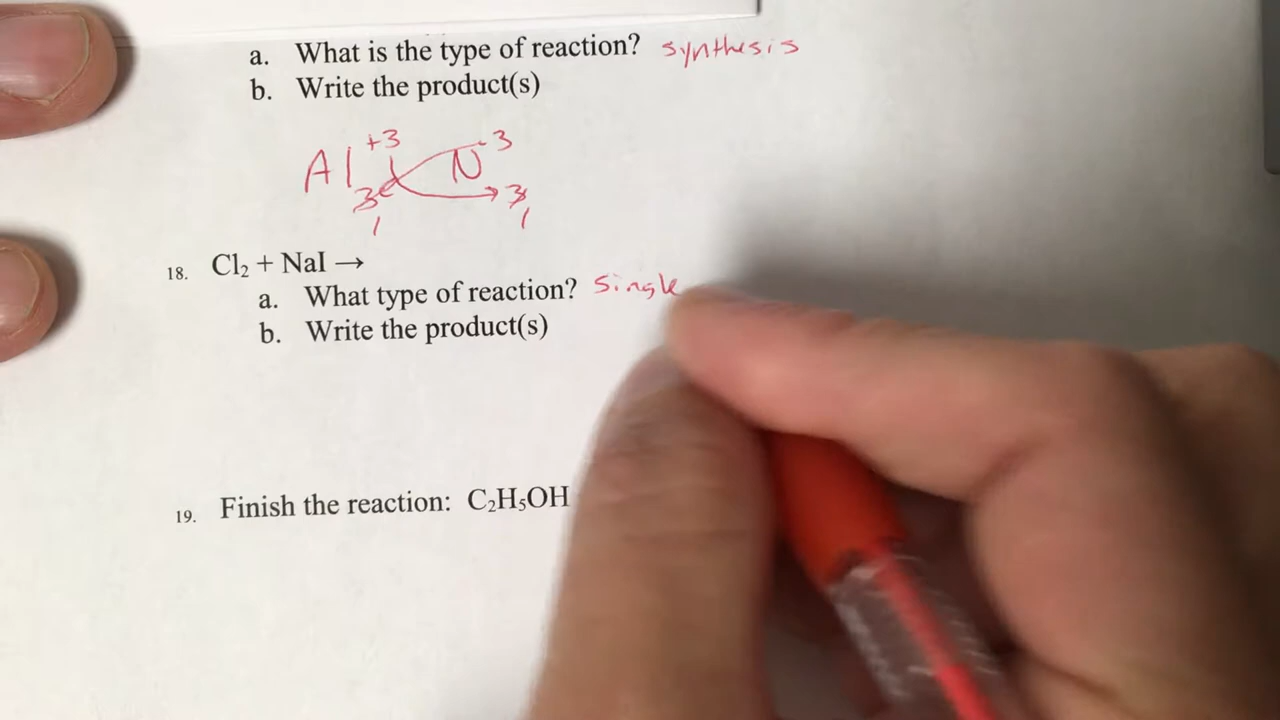 a. What is the type of reaction? synthesis
b. Write the product(s)
Al +3 N -3
3 3
1 1
18. Cl₂ + NaI →
a. What type of reaction? Single
b. Write the product(s)
19. Finish the reaction: C₂H₅OH